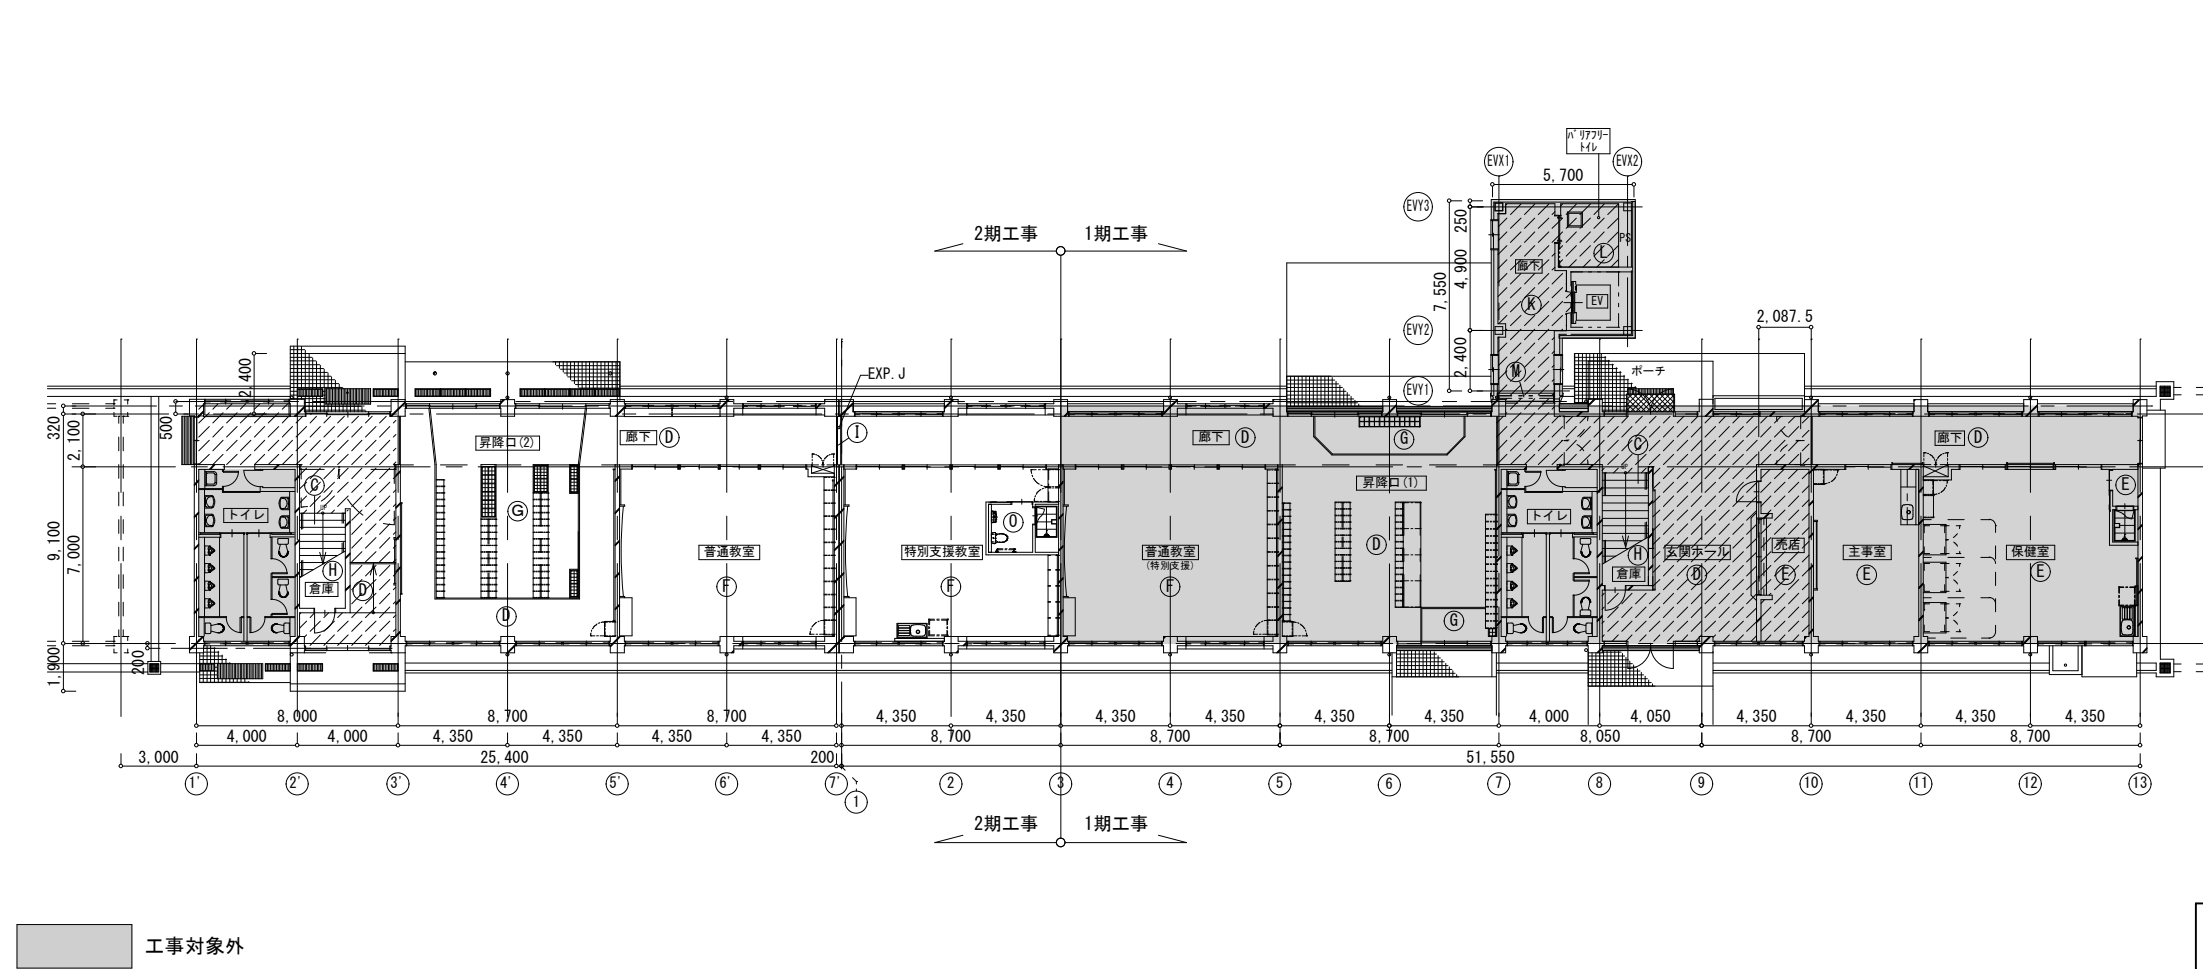 バリアフリー
トイレ
EVX1
EVX2
5,700
EVY3
250
PS
L
2期工事
1期工事
廊下
4,900
7,550
K
EV
EVY2
2,087.5
2,400
M
ポーチ
EXP.J
2,400
EVY1
320
2,100
500
昇降口(2)
廊下 D
I
廊下 D
G
C
廊下 D
C
昇降口(1)
E
トイレ
G
O
トイレ
9,100
7,000
普通教室
特別支援教室
普通教室
(特別支援)
D
H
倉庫
玄関ホール
売店
主事室
保健室
H
倉庫
D
F
F
F
D
E
E
E
D
G
1,900
200
8,000
8,700
8,700
4,350
4,350
4,350
4,350
4,350
4,350
4,000
4,050
4,350
4,350
4,350
4,350
4,000
4,000
4,350
4,350
4,350
4,350
8,700
8,700
8,700
8,050
8,700
8,700
3,000
25,400
200
51,550
1'
2'
3'
4'
5'
6'
7'
1
2
3
4
5
6
7
8
9
10
11
12
13
2期工事
1期工事
工事対象外